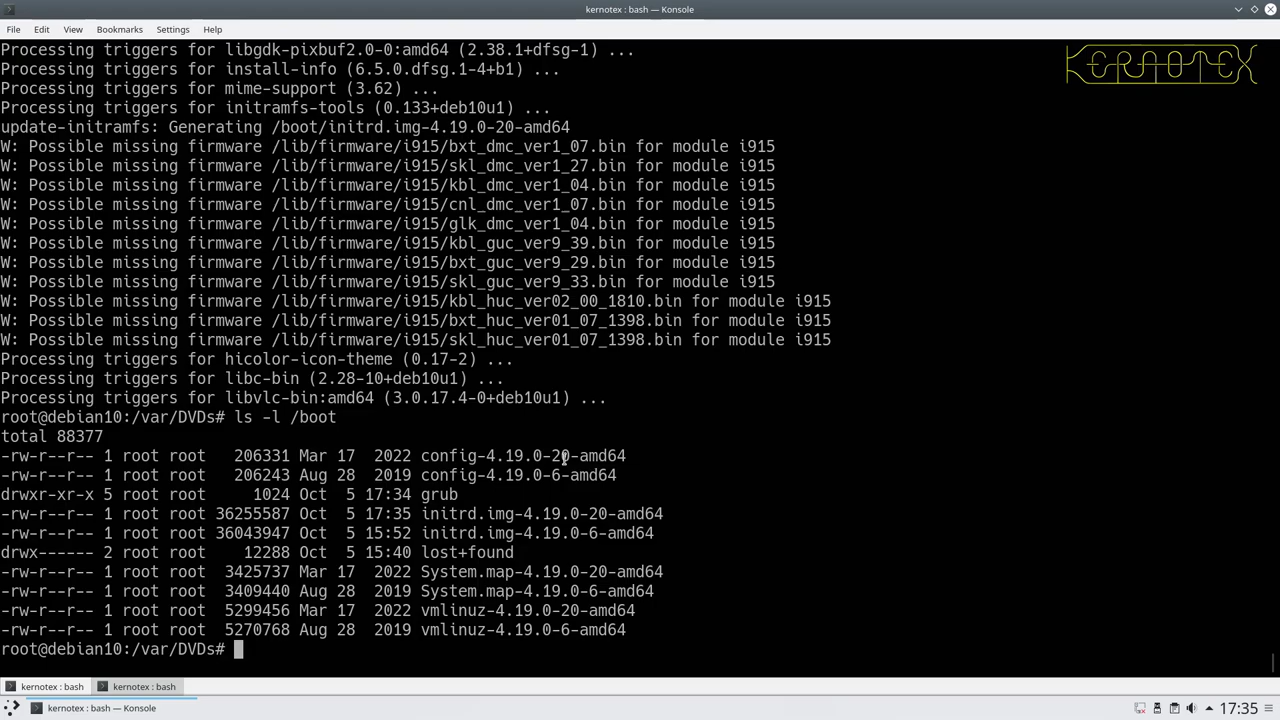 kernotex : bash — Konsole
File Edit View Bookmarks Settings Help
Processing triggers for libgdk-pixbuf2.0-0:amd64 (2.38.1+dfsg-1) ...
KERNOTEX
Processing triggers for install-info (6.5.0.dfsg.1-4+b1) ...
Processing triggers for mime-support (3.62) ...
Processing triggers for initramfs-tools (0.133+deb10u1) ...
update-initramfs: Generating /boot/initrd.img-4.19.0-20-amd64
W: Possible missing firmware /lib/firmware/i915/bxt_dmc_ver1_07.bin for module i915
W: Possible missing firmware /lib/firmware/i915/skl_dmc_ver1_27.bin for module i915
W: Possible missing firmware /lib/firmware/i915/kbl_dmc_ver1_04.bin for module i915
W: Possible missing firmware /lib/firmware/i915/cnl_dmc_ver1_07.bin for module i915
W: Possible missing firmware /lib/firmware/i915/glk_dmc_ver1_04.bin for module i915
W: Possible missing firmware /lib/firmware/i915/kbl_guc_ver9_39.bin for module i915
W: Possible missing firmware /lib/firmware/i915/bxt_guc_ver9_29.bin for module i915
W: Possible missing firmware /lib/firmware/i915/skl_guc_ver9_33.bin for module i915
W: Possible missing firmware /lib/firmware/i915/kbl_huc_ver02_00_1810.bin for module i915
W: Possible missing firmware /lib/firmware/i915/bxt_huc_ver01_07_1398.bin for module i915
W: Possible missing firmware /lib/firmware/i915/skl_huc_ver01_07_1398.bin for module i915
Processing triggers for hicolor-icon-theme (0.17-2) ...
Processing triggers for libc-bin (2.28-10+deb10u1) ...
Processing triggers for libvlc-bin:amd64 (3.0.17.4-0+deb10u1) ...
root@debian10:/var/DVDs# ls -l /boot
total 88377
-rw-r--r-- 1 root root   206331 Mar 17  2022 config-4.19.0-20-amd64
-rw-r--r-- 1 root root   206243 Aug 28  2019 config-4.19.0-6-amd64
drwxr-xr-x 5 root root     1024 Oct  5 17:34 grub
-rw-r--r-- 1 root root 36255587 Oct  5 17:35 initrd.img-4.19.0-20-amd64
-rw-r--r-- 1 root root 36043947 Oct  5 15:52 initrd.img-4.19.0-6-amd64
drwx------ 2 root root    12288 Oct  5 15:40 lost+found
-rw-r--r-- 1 root root  3425737 Mar 17  2022 System.map-4.19.0-20-amd64
-rw-r--r-- 1 root root  3409440 Aug 28  2019 System.map-4.19.0-6-amd64
-rw-r--r-- 1 root root  5299456 Mar 17  2022 vmlinuz-4.19.0-20-amd64
-rw-r--r-- 1 root root  5270768 Aug 28  2019 vmlinuz-4.19.0-6-amd64
root@debian10:/var/DVDs#
kernotex : bash kernotex : bash
kernotex : bash — Konsole 17:35